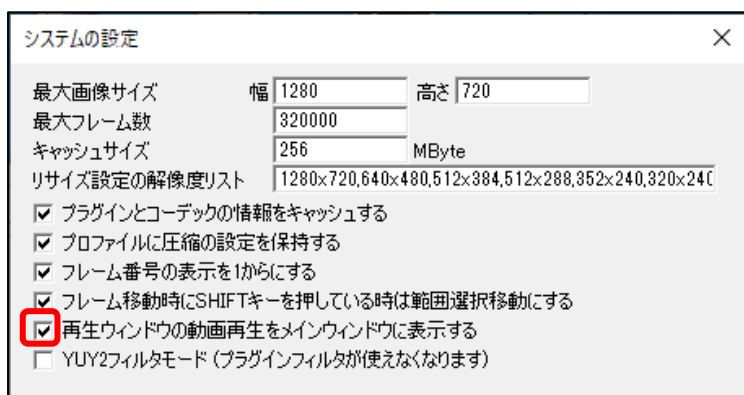 システムの設定
最大画像サイズ 幅 1280 高さ 720
最大フレーム数 320000
キャッシュサイズ 256 MByte
リサイズ設定の解像度リスト 1280x720,640x480,512x384,512x288,352x240,320x240
プラグインとコーデックの情報をキャッシュする
プロファイルに圧縮の設定を保持する
フレーム番号の表示を1からにする
フレーム移動時にSHIFTキーを押している時は範囲選択移動にする
再生ウィンドウの動画再生をメインウィンドウに表示する
YUY2フィルタモード (プラグインフィルタが使えなくなります)